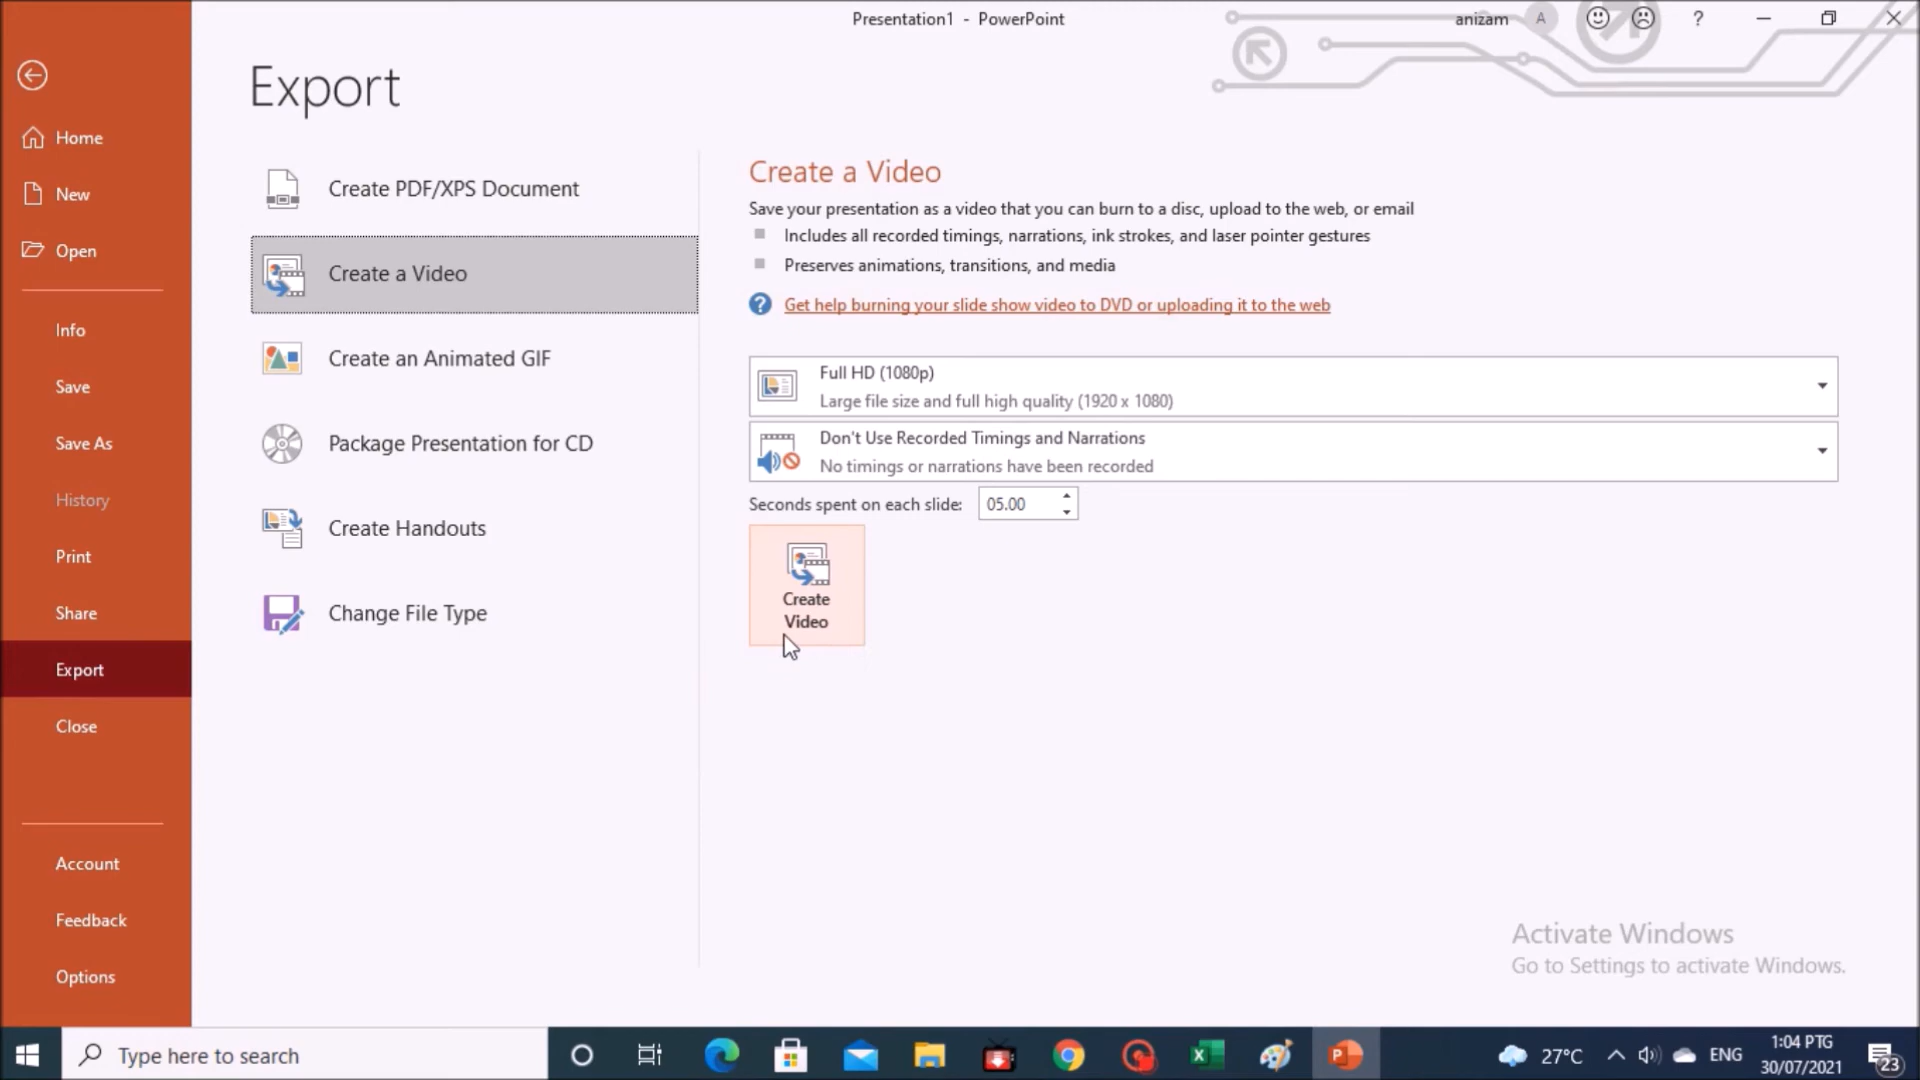 Presentation1 - PowerPoint
anizam
A
?
Export
Home
New
Open
Info
Save
Save As
History
Print
Share
Export
Close
Account
Feedback
Options
Create PDF/XPS Document
Create a Video
Create an Animated GIF
Package Presentation for CD
Create Handouts
Change File Type
Create a Video
Save your presentation as a video that you can burn to a disc, upload to the web, or email
Includes all recorded timings, narrations, ink strokes, and laser pointer gestures
Preserves animations, transitions, and media
? Get help burning your slide show video to DVD or uploading it to the web
Full HD (1080p)
Large file size and full high quality (1920 x 1080)
Don't Use Recorded Timings and Narrations
No timings or narrations have been recorded
Seconds spent on each slide: 05.00
Create
Video
Activate Windows
Go to Settings to activate Windows.
Type here to search
27°C
ENG
1:04 PTG
30/07/2021
23